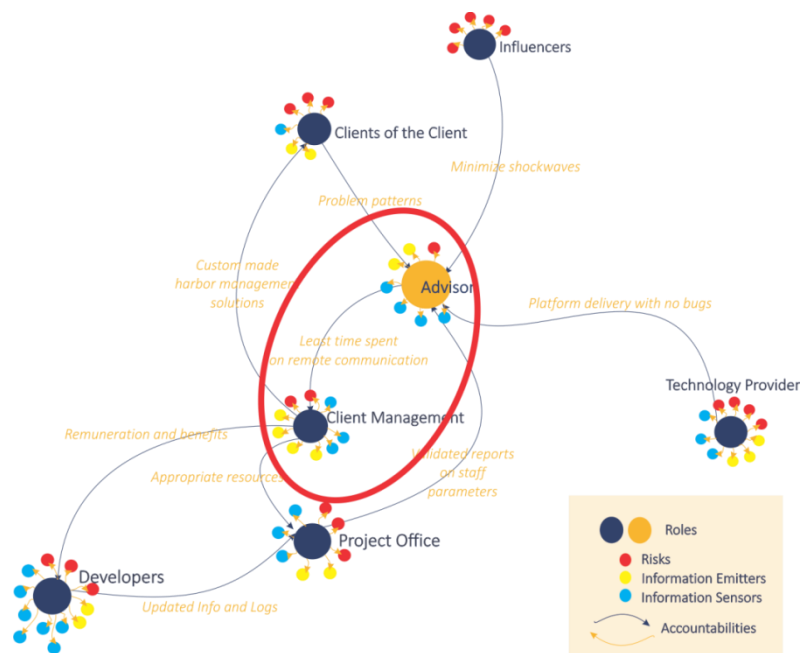 Influencers
Clients of the Client
Minimize shockwaves
Problem patterns
Custom made
harbor management
solutions
Advisor
Platform delivery with no bugs
Least time spent
on remote communication
Technology Provider
Client Management
Remuneration and benefits
Validated reports
on staff
parameters
Appropriate resources
Project Office
Developers
Updated Info and Logs
Roles
Risks
Information Emitters
Information Sensors
Accountabilities